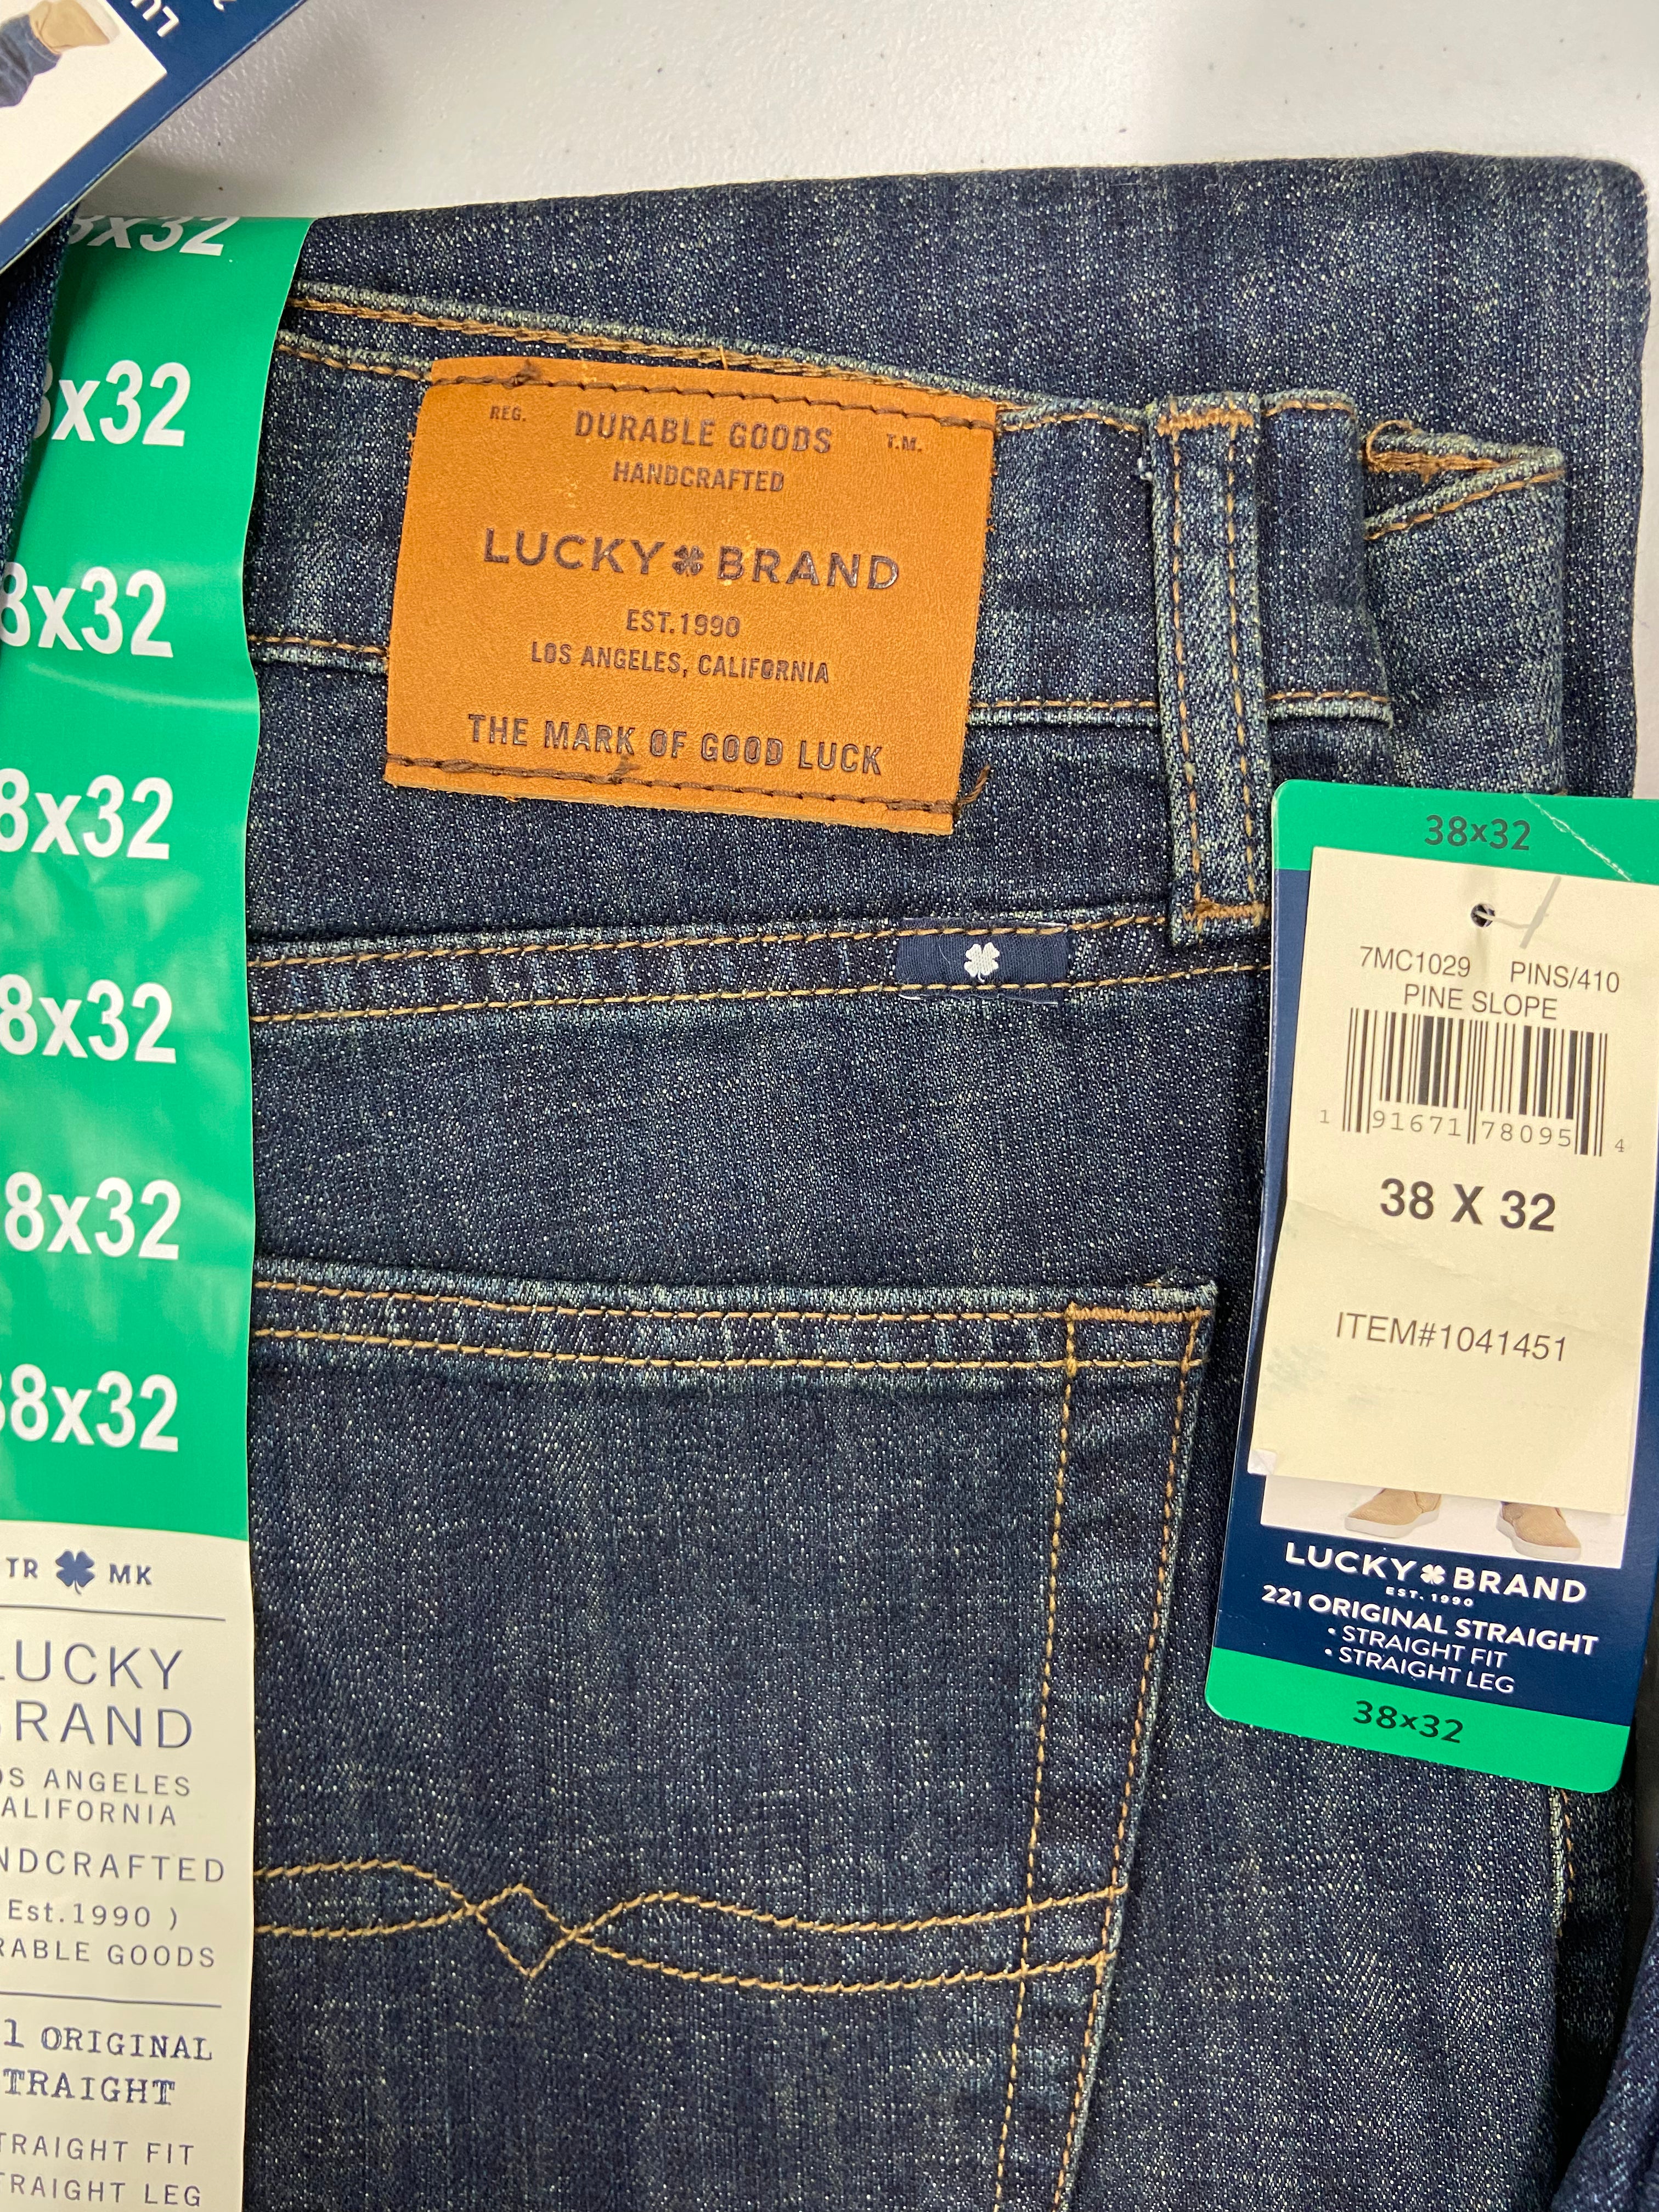 LU
3x32
8x32
8x32
8x32
8x32
8x32
38x32
TR MK
LUCKY
BRAND
OS ANGELES
ALIFORNIA
NDCRAFTED
Est.1990 )
RABLE GOODS
1 ORIGINAL
TRAIGHT
TRAIGHT FIT
TRAIGHT LEG
REG. DURABLE GOODS T.M.
HANDCRAFTED
LUCKY BRAND
EST.1990
LOS ANGELES, CALIFORNIA
THE MARK OF GOOD LUCK
38x32
7MC1029 PINS/410
PINE SLOPE
1 91671 78095 4
38 X 32
ITEM#1041451
LUCKY BRAND
EST. 1990
221 ORIGINAL STRAIGHT
• STRAIGHT FIT
• STRAIGHT LEG
38x32